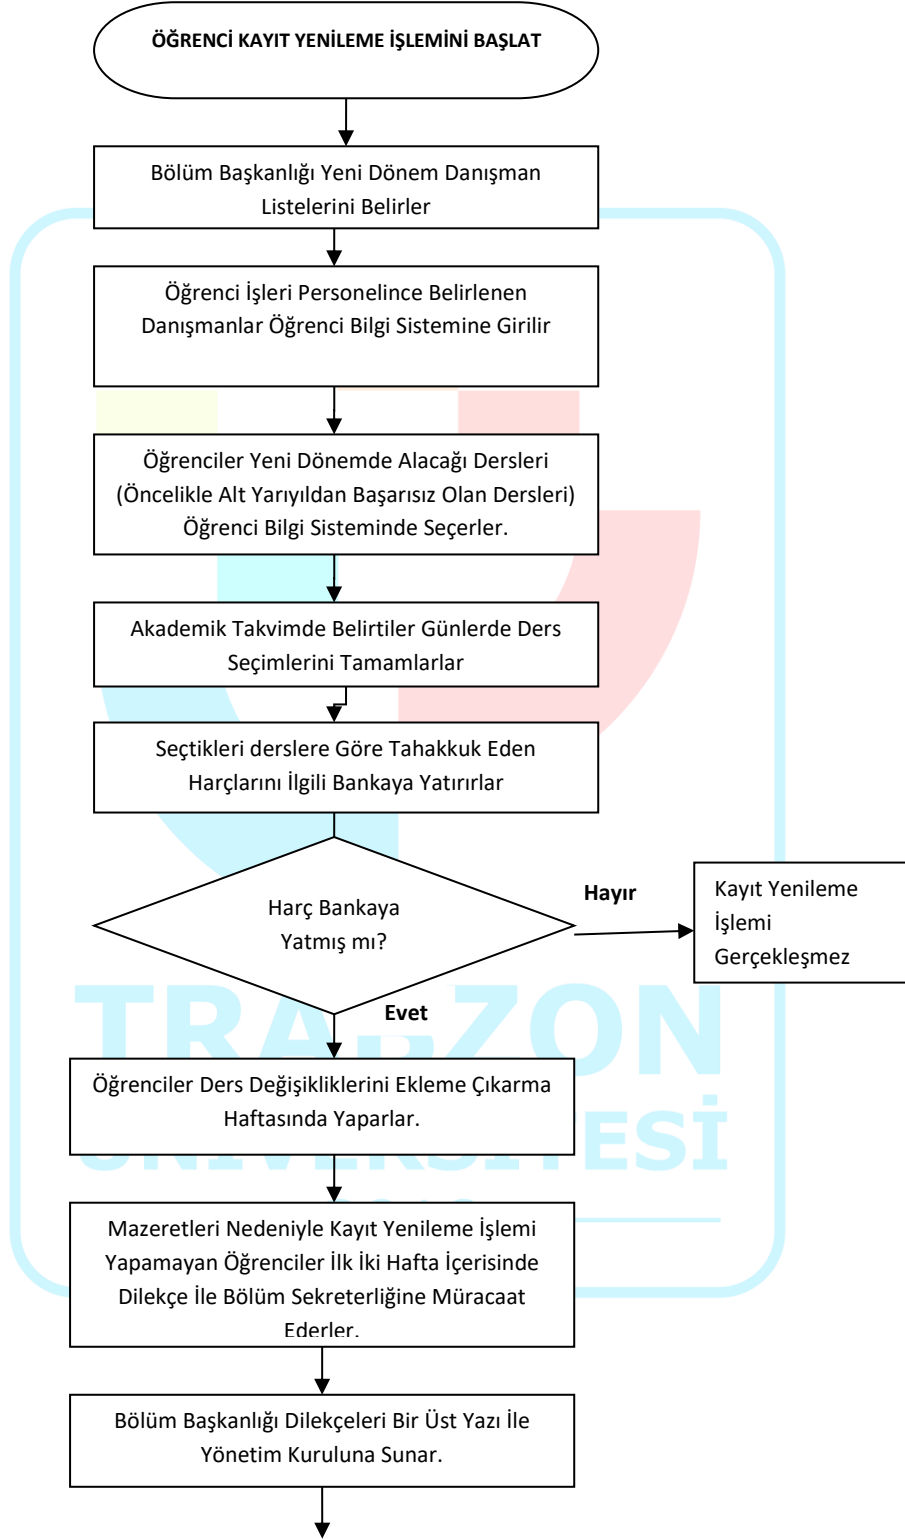 ÖĞRENCİ KAYIT YENİLEME İŞLEMİNİ BAŞLAT
Bölüm Başkanlığı Yeni Dönem Danışman
Listelerini Belirler
Öğrenci İşleri Personelince Belirlenen
Danışmanlar Öğrenci Bilgi Sistemine Girilir
Öğrenciler Yeni Dönemde Alacağı Dersleri
(Öncelikle Alt Yarıyıldan Başarısız Olan Dersleri)
Öğrenci Bilgi Sisteminde Seçerler.
Akademik Takvimde Belirtiler Günlerde Ders
Seçimlerini Tamamlarlar
Seçtikleri derslere Göre Tahakkuk Eden
Harçlarını İlgili Bankaya Yatırırlar
Harç Bankaya
Yatmış mı?
Hayır
Kayıt Yenileme
İşlemi
Gerçekleşmez
Evet
TRABZON
ÜNİVERSİTESİ
Öğrenciler Ders Değişikliklerini Ekleme Çıkarma
Haftasında Yaparlar.
Mazeretleri Nedeniyle Kayıt Yenileme İşlemi
Yapamayan Öğrenciler İlk İki Hafta İçerisinde
Dilekçe İle Bölüm Sekreterliğine Müracaat
Ederler.
Bölüm Başkanlığı Dilekçeleri Bir Üst Yazı İle
Yönetim Kuruluna Sunar.